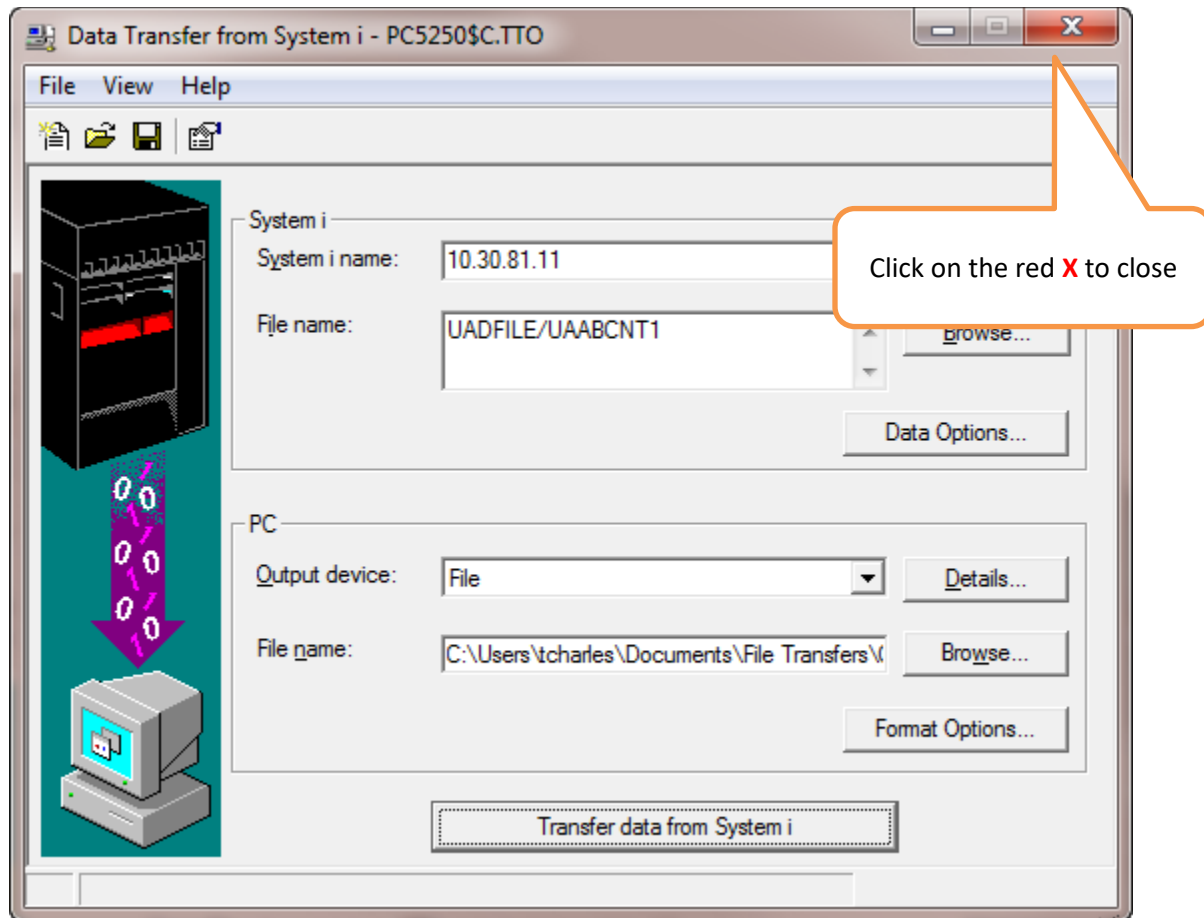 Data Transfer from System i - PC5250$C.TTO
File View Help
System i
System i name: 10.30.81.11
Click on the red X to close
File name: UADFILE/UAABCNT1
Browse...
Data Options...
PC
Output device: File Details...
File name: C:\Users\tcharles\Documents\File Transfers\ Browse...
Format Options...
Transfer data from System i